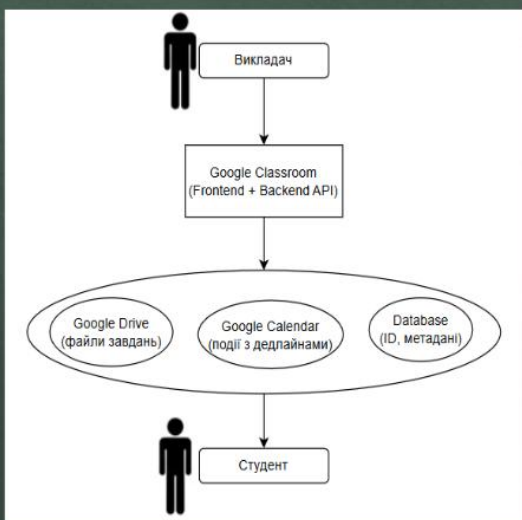 Викладач
Google Classroom
(Frontend + Backend API)
Google Drive
(файли завдань)
Google Calendar
(події з дедлайнами)
Database
(ID, метадані)
Студент